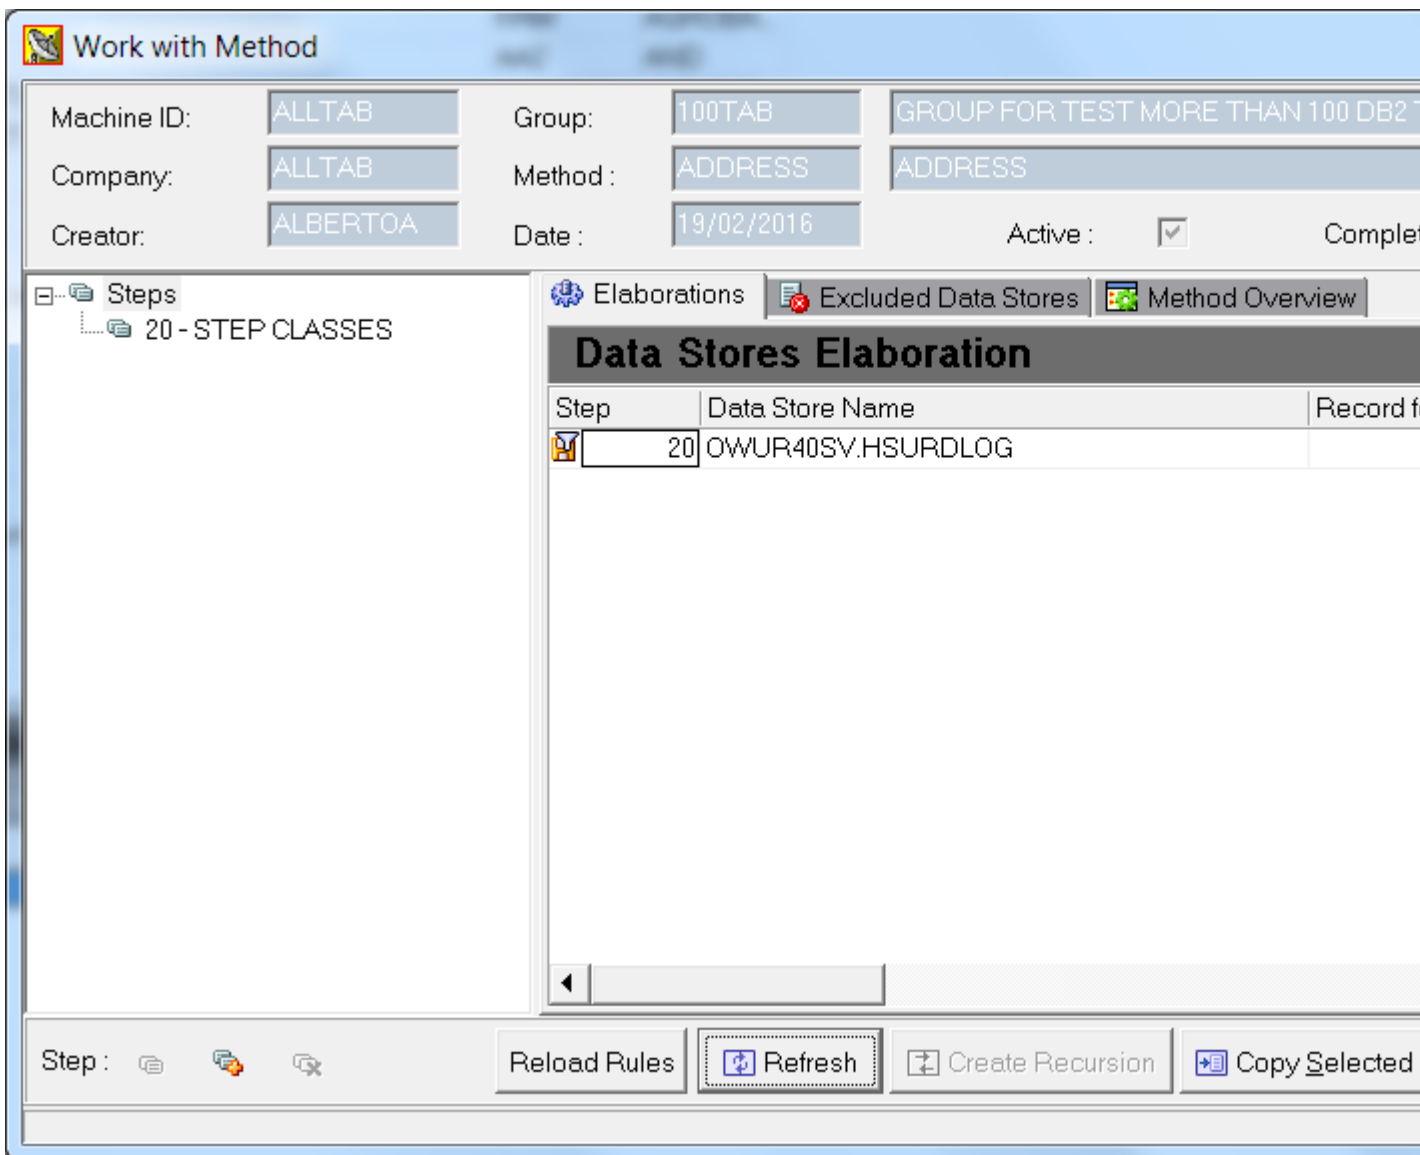 Work with Method
Machine ID: ALLTAB Group: 100TAB GROUP FOR TEST MORE THAN 100 DB2
Company: ALLTAB Method : ADDRESS ADDRESS
Creator: ALBERTOA Date : 19/02/2016 Active :
Steps
20 - STEP CLASSES
Elaborations Excluded Data Stores Method Overview
Data Stores Elaboration
Step Data Store Name Record
20 OWUR40SV.HSURDLOG
Step : Reload Rules Refresh Create Recursion Copy Selected